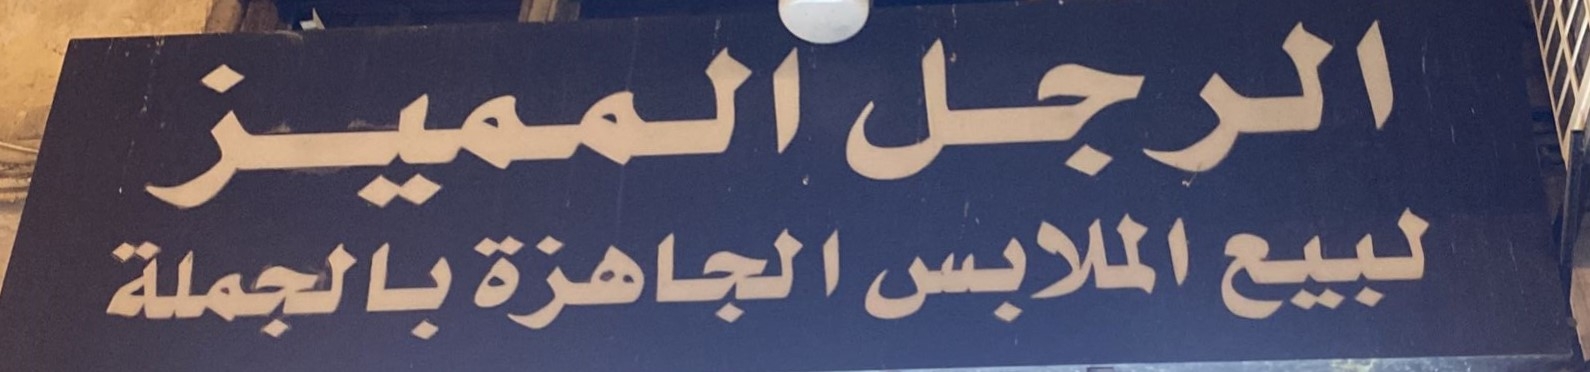 الرجل المميز
لبيع الملابس الجاهزة بالجملة